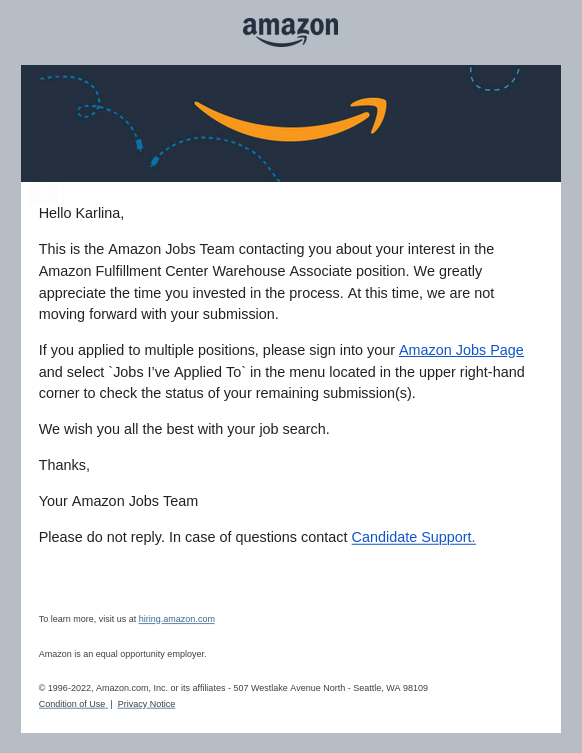 amazon
Hello Karlina,
This is the Amazon Jobs Team contacting you about your interest in the
Amazon Fulfillment Center Warehouse Associate position. We greatly
appreciate the time you invested in the process. At this time, we are not
moving forward with your submission.
If you applied to multiple positions, please sign into your Amazon Jobs Page
and select `Jobs I’ve Applied To` in the menu located in the upper right-hand
corner to check the status of your remaining submission(s).
We wish you all the best with your job search.
Thanks,
Your Amazon Jobs Team
Please do not reply. In case of questions contact Candidate Support.
To learn more, visit us at hiring.amazon.com
Amazon is an equal opportunity employer.
© 1996-2022, Amazon.com, Inc. or its affiliates - 507 Westlake Avenue North - Seattle, WA 98109
Condition of Use | Privacy Notice